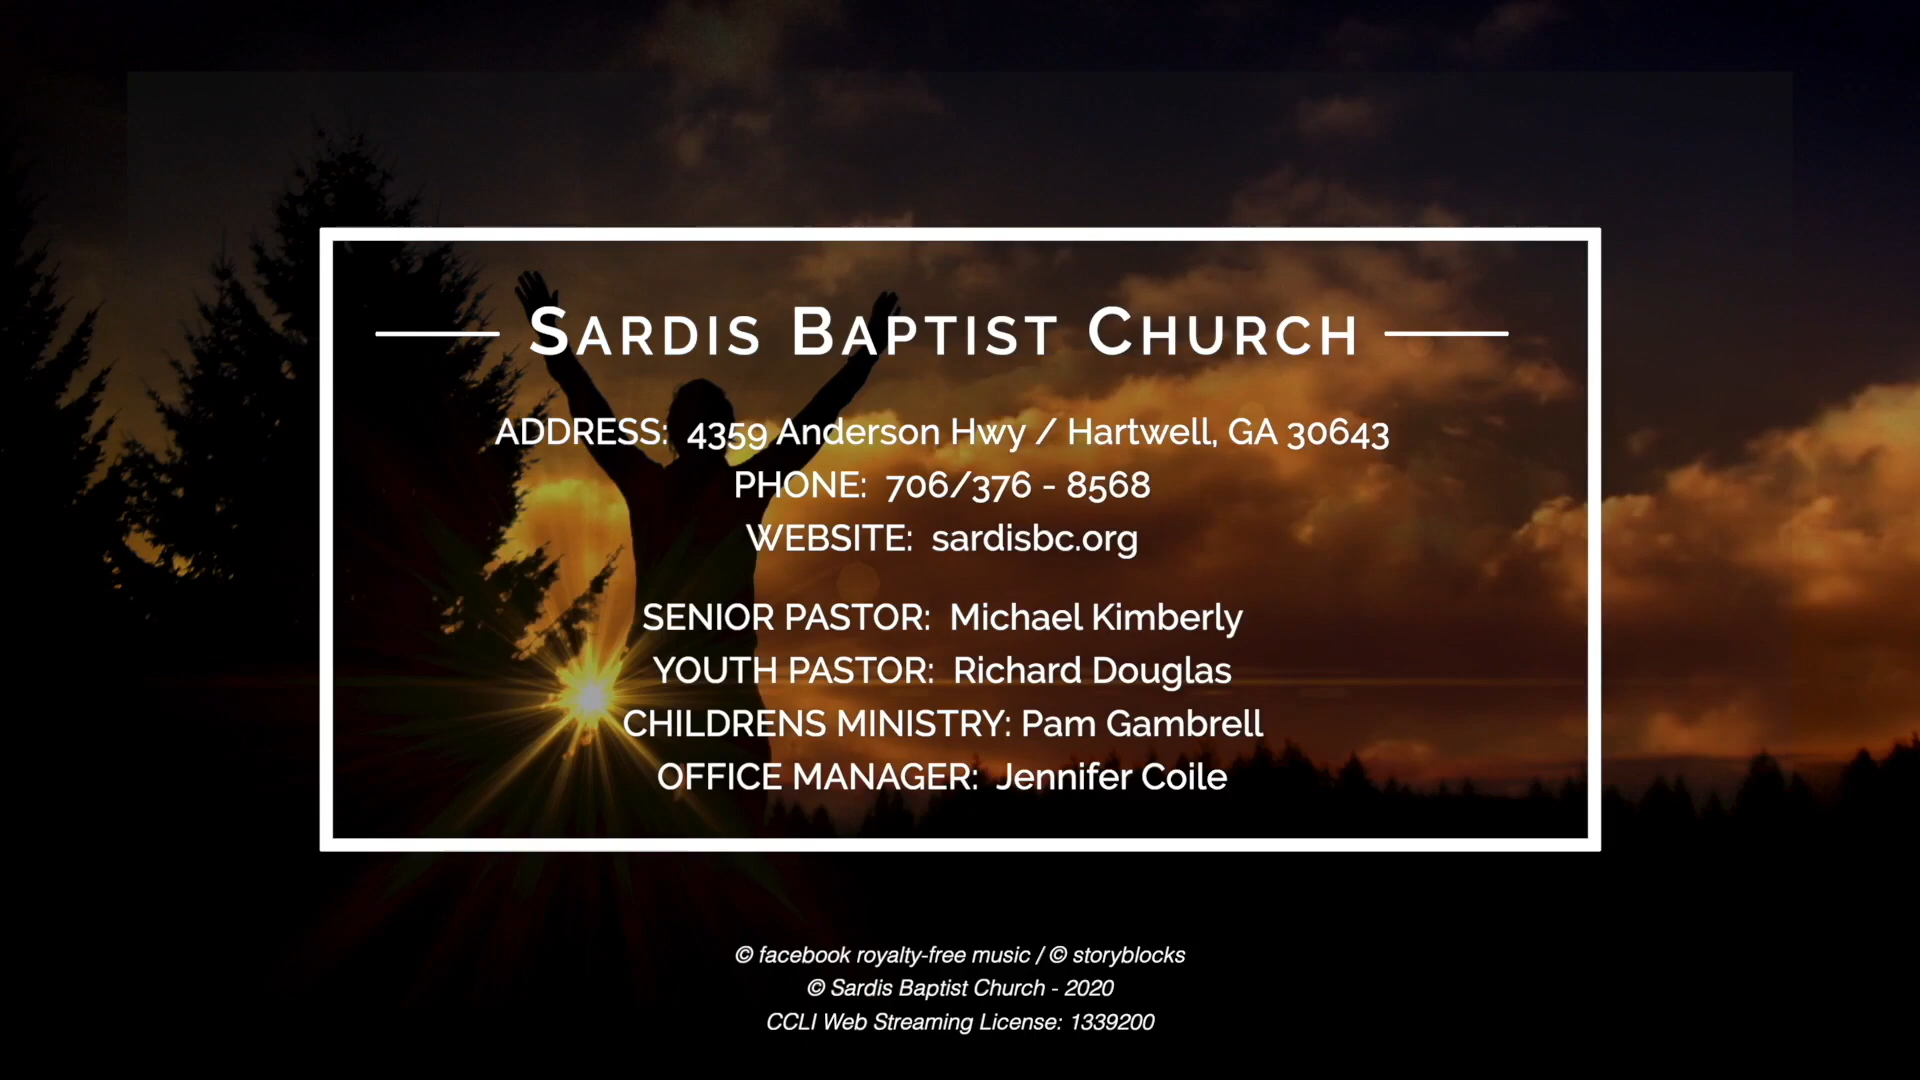 Sardis Baptist Church
ADDRESS: 4359 Anderson Hwy / Hartwell, GA 30643
PHONE: 706/376 - 8568
WEBSITE: sardisbc.org
SENIOR PASTOR: Michael Kimberly
YOUTH PASTOR: Richard Douglas
CHILDRENS MINISTRY: Pam Gambrell
OFFICE MANAGER: Jennifer Coile
© facebook royalty-free music / © storyblocks
© Sardis Baptist Church - 2020
CCLI Web Streaming License: 1339200